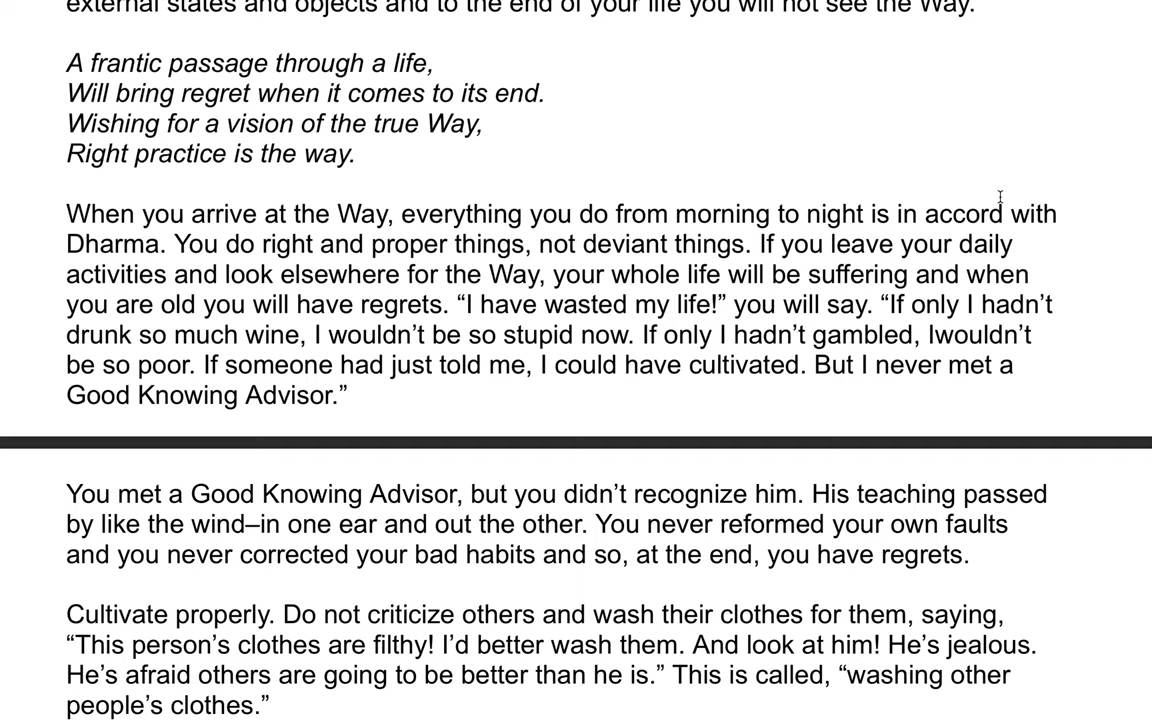 external states and objects and to the end of your life you will not see the Way.
A frantic passage through a life,
Will bring regret when it comes to its end.
Wishing for a vision of the true Way,
Right practice is the way.
When you arrive at the Way, everything you do from morning to night is in accord with
Dharma. You do right and proper things, not deviant things. If you leave your daily
activities and look elsewhere for the Way, your whole life will be suffering and when
you are old you will have regrets. “I have wasted my life!” you will say. “If only I hadn’t
drunk so much wine, I wouldn’t be so stupid now. If only I hadn’t gambled, Iwouldn’t
be so poor. If someone had just told me, I could have cultivated. But I never met a
Good Knowing Advisor.”
You met a Good Knowing Advisor, but you didn’t recognize him. His teaching passed
by like the wind–in one ear and out the other. You never reformed your own faults
and you never corrected your bad habits and so, at the end, you have regrets.
Cultivate properly. Do not criticize others and wash their clothes for them, saying,
“This person’s clothes are filthy! I’d better wash them. And look at him! He’s jealous.
He’s afraid others are going to be better than he is.” This is called, “washing other
people’s clothes.”